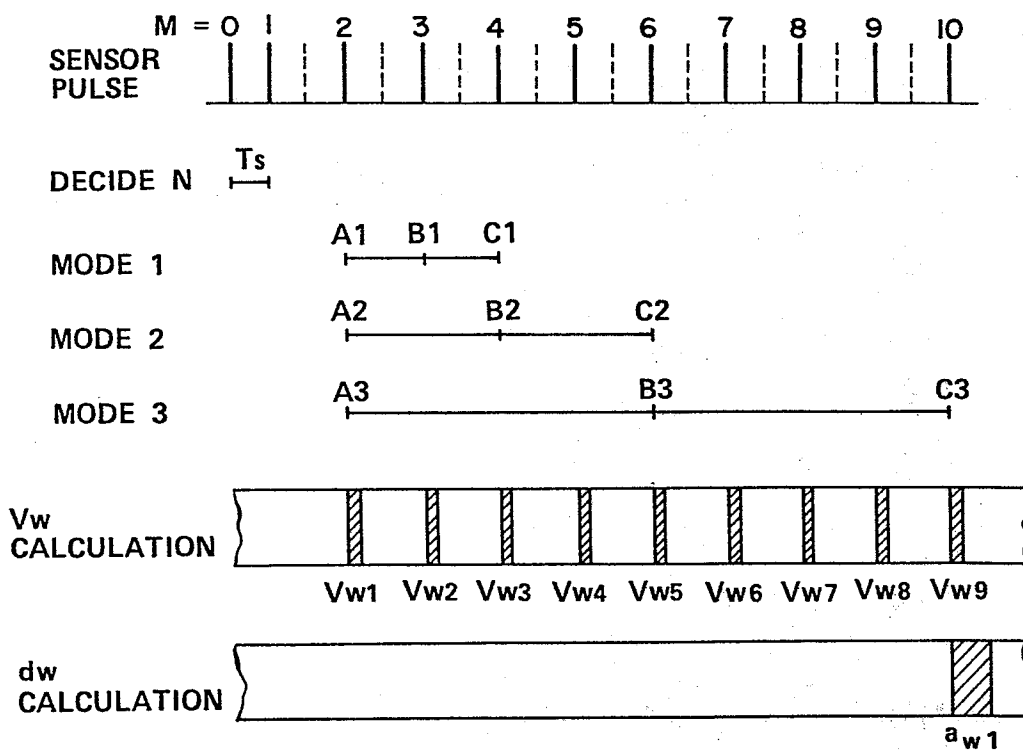 M = 0 1 2 3 4 5 6 7 8 9 10
SENSOR
PULSE
Ts
DECIDE N
A1 B1 C1
MODE 1
A2 B2 C2
MODE 2
A3 B3 C3
MODE 3
Vw
CALCULATION
Vw1 Vw2 Vw3 Vw4 Vw5 Vw6 Vw7 Vw8 Vw9
dw
CALCULATION
aw1